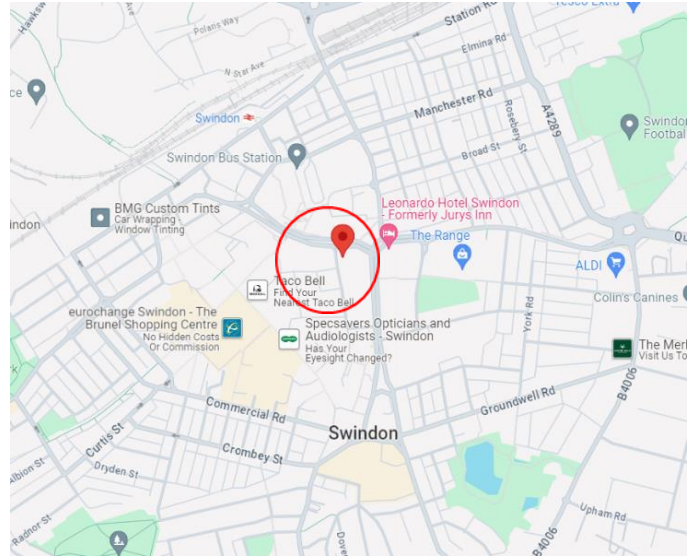 Hawksw
Polaris Way
N Star Ave
Station Rd
Tesco Extra
Elmina Rd
ce
Swindon
Manchester Rd
Rosebery St
A4289
Swindon Bus Station
Broad St
Swindo
Footbal
BMG Custom Tints
Car Wrapping
Window Tinting
indon
Leonardo Hotel Swindon
- Formerly Jurys Inn
The Range
Qu
ALDI
Taco Bell
Find Your
Nearest Taco Bell
Colin's Canines
eurochange Swindon - The
Brunel Shopping Centre
No Hidden Costs
Or Commission
Specsavers Opticians and
Audiologists - Swindon
Has Your
Eyesight Changed?
York Rd
The Merl
Visit Us To
B4006
Commercial Rd
Groundwell Rd
Curtis St
Swindon
Crombey St
Albion St
Dryden St
Upham Rd
Radnor St
Dove
B4006